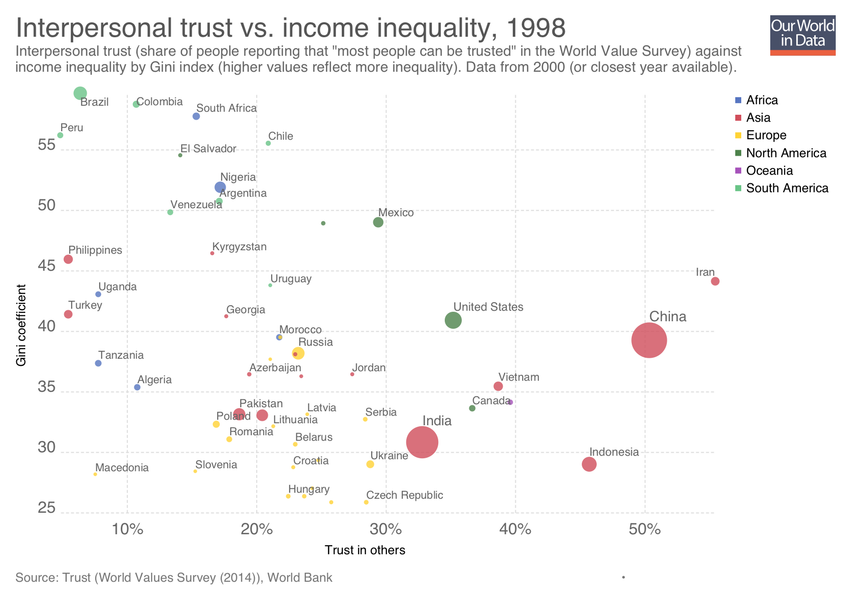 Interpersonal trust vs. income inequality, 1998
Our World
in Data
Interpersonal trust (share of people reporting that "most people can be trusted" in the World Value Survey) against
income inequality by Gini index (higher values reflect more inequality). Data from 2000 (or closest year available).
Brazil
Colombia
South Africa
Peru
Chile
El Salvador
Nigeria
Argentina
Venezuela
Mexico
Philippines
Kyrgyzstan
Iran
Uganda
Uruguay
Turkey
Georgia
United States
China
Morocco
Russia
Tanzania
Azerbaijan
Jordan
Algeria
Vietnam
Pakistan
Canada
Poland
Latvia
Lithuania
Serbia
India
Romania
Belarus
Ukraine
Indonesia
Macedonia
Slovenia
Croatia
Hungary
Czech Republic
55
50
45
40
35
30
25
Gini coefficient
10%
20%
30%
40%
50%
Trust in others
Africa
Asia
Europe
North America
Oceania
South America
Source: Trust (World Values Survey (2014)), World Bank